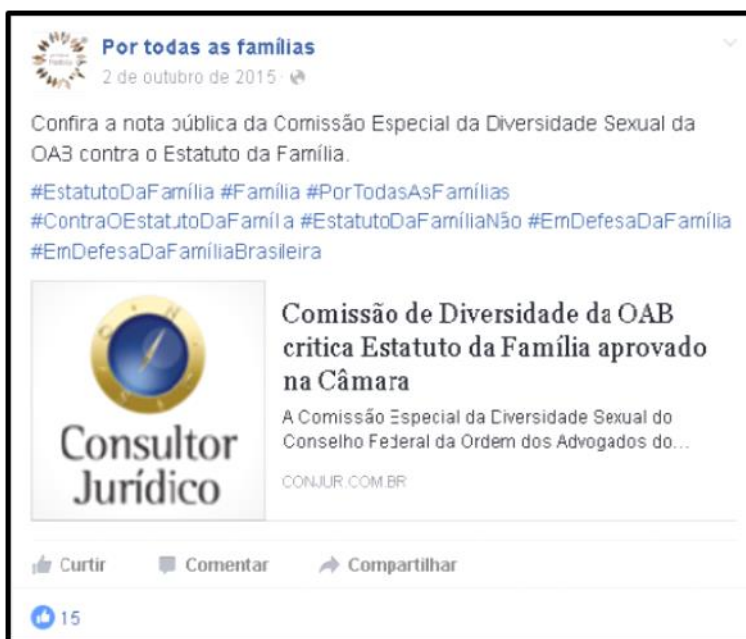 Por todas as famílias
2 de outubro de 2015
Confira a nota pública da Comissão Especial da Diversidade Sexual da
OAB contra o Estatuto da Família.
#EstatutoDaFamília #Família #PorTodasAsFamílias
#ContraOEstatutoDaFamília #EstatutoDaFamíliaNão #EmDefesaDaFamília
#EmDefesaDaFamíliaBrasileira
Consultor
Jurídico
Comissão de Diversidade da OAB
critica Estatuto da Família aprovado
na Câmara
A Comissão Especial da Diversidade Sexual do
Conselho Federal da Ordem dos Advogados do...
CONJUR.COM.BR
Curtir Comentar Compartilhar
15